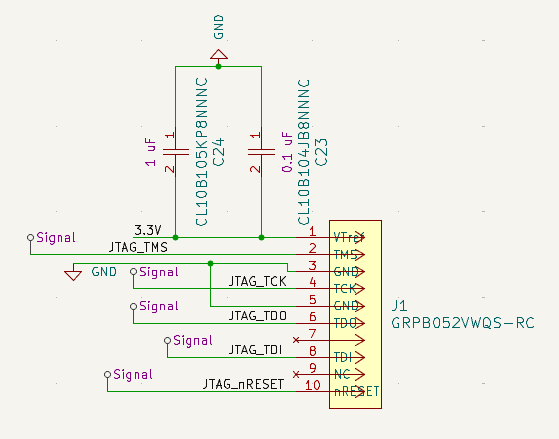 GND
1 uF
1
2
CL10B105KP8NNNC
C24
0.1 uF
1
2
CL10B104JB8NNNC
C23
3.3V
1
VTref
Signal
JTAG_TMS
2
TMS
GND
3
GND
Signal
JTAG_TCK
4
TCK
5
GND
Signal
JTAG_TDO
6
TDO
7
Signal
JTAG_TDI
8
TDI
9
NC
Signal
JTAG_nRESET
10
nRESET
J1
GRPB052VWQS-RC